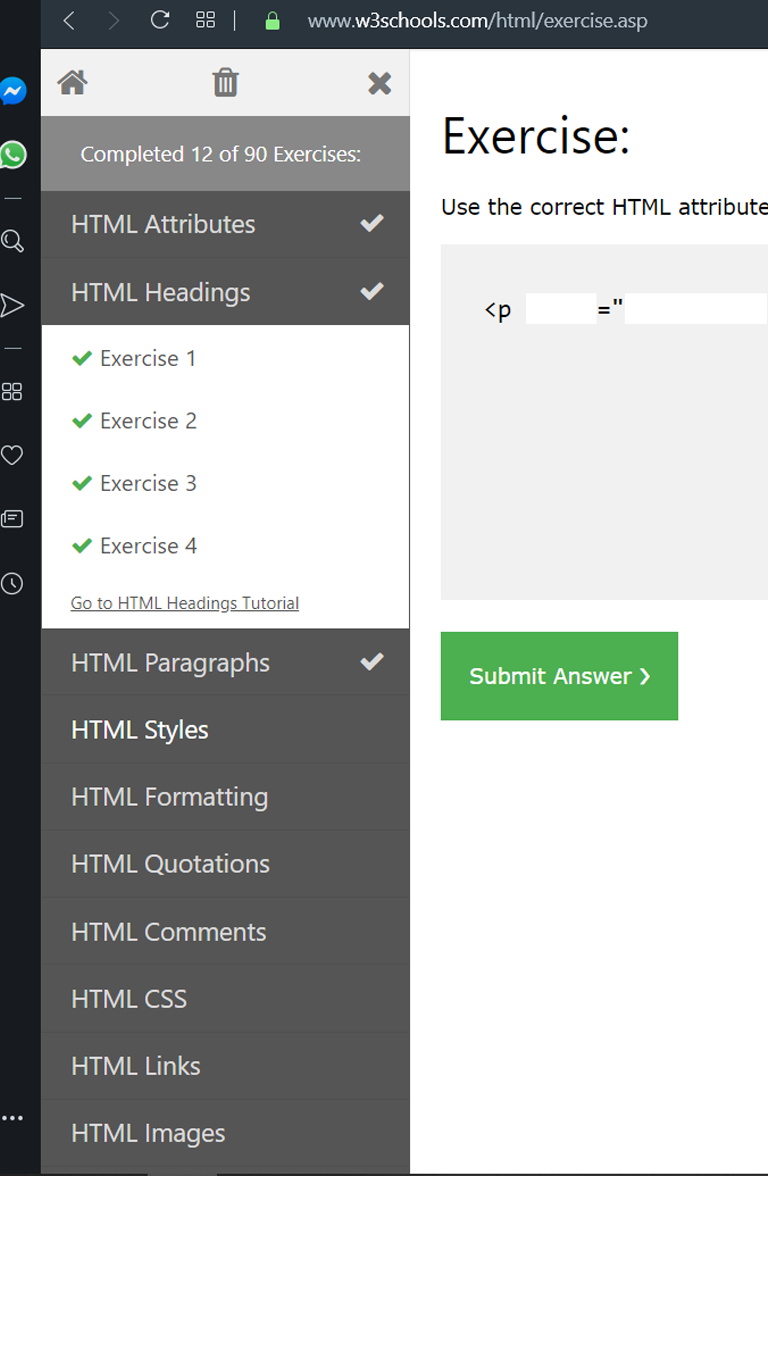 www.w3schools.com/html/exercise.asp
Completed 12 of 90 Exercises:
HTML Attributes
HTML Headings
Exercise 1
Exercise 2
Exercise 3
Exercise 4
Go to HTML Headings Tutorial
HTML Paragraphs
HTML Styles
HTML Formatting
HTML Quotations
HTML Comments
HTML CSS
HTML Links
HTML Images
Exercise:
Use the correct HTML attribute
<p ="
Submit Answer ❯